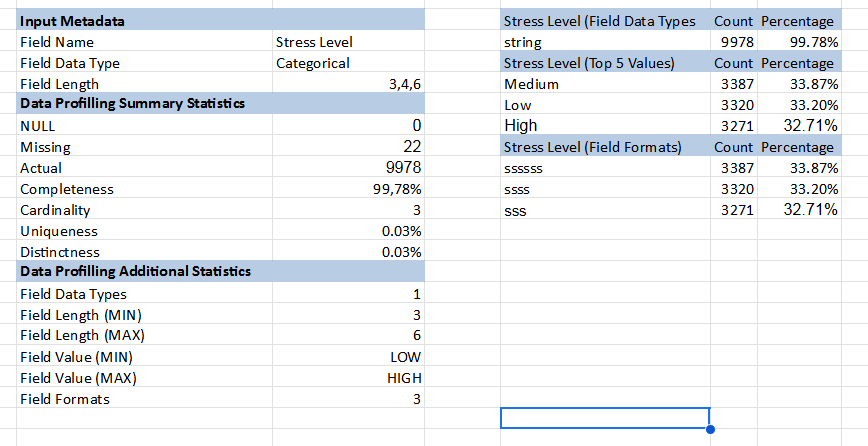 Input Metadata
Field Name Stress Level
Field Data Type Categorical
Field Length 3,4,6
Data Profilling Summary Statistics
NULL 0
Missing 22
Actual 9978
Completeness 99,78%
Cardinality 3
Uniqueness 0.03%
Distinctness 0.03%
Data Profilling Additional Statistics
Field Data Types 1
Field Length (MIN) 3
Field Length (MAX) 6
Field Value (MIN) LOW
Field Value (MAX) HIGH
Field Formats 3
Stress Level (Field Data Types Count Percentage
string 9978 99.78%
Stress Level (Top 5 Values) Count Percentage
Medium 3387 33.87%
Low 3320 33.20%
High 3271 32.71%
Stress Level (Field Formats) Count Percentage
ssssss 3387 33.87%
ssss 3320 33.20%
sss 3271 32.71%